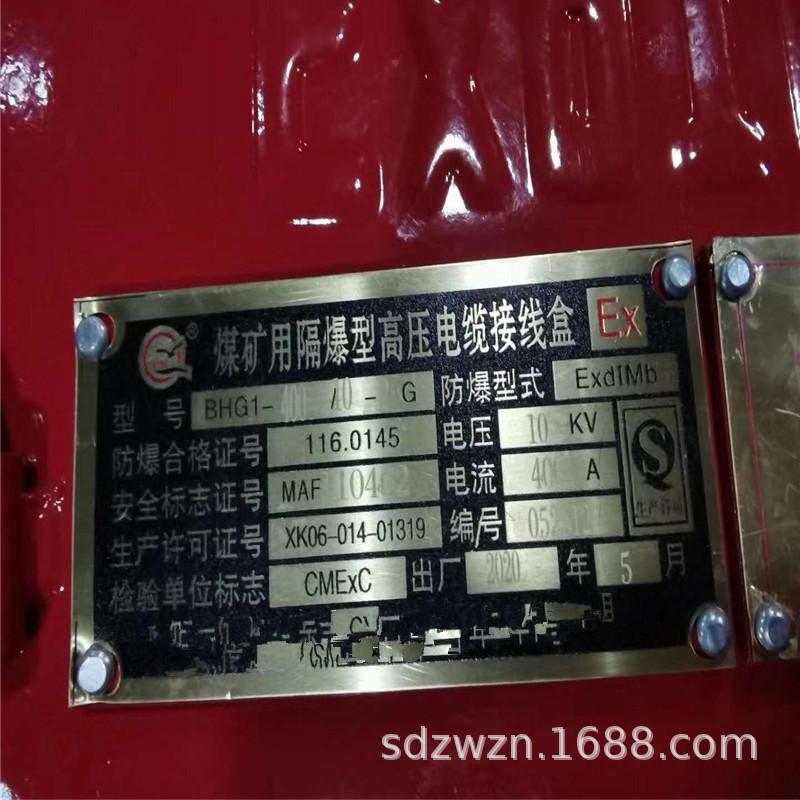 煤矿用隔爆型高压电缆接线盒 Ex
型号 BHG1-400/10-G 防爆型式 ExdIMb
防爆合格证号 116.0145 电压 10 KV
安全标志证号 MAF 电流 400 A
生产许可证号 XK06-014-01319 编号
生产许可
检验单位标志 CMExC 出厂 2020 年 5 月
sdzwzn.1688.com